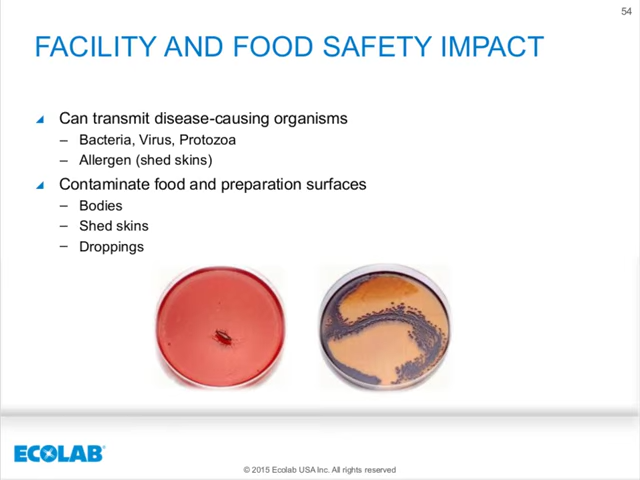 54
FACILITY AND FOOD SAFETY IMPACT
Can transmit disease-causing organisms
– Bacteria, Virus, Protozoa
– Allergen (shed skins)
Contaminate food and preparation surfaces
– Bodies
– Shed skins
– Droppings
ECOLAB®
© 2015 Ecolab USA Inc. All rights reserved